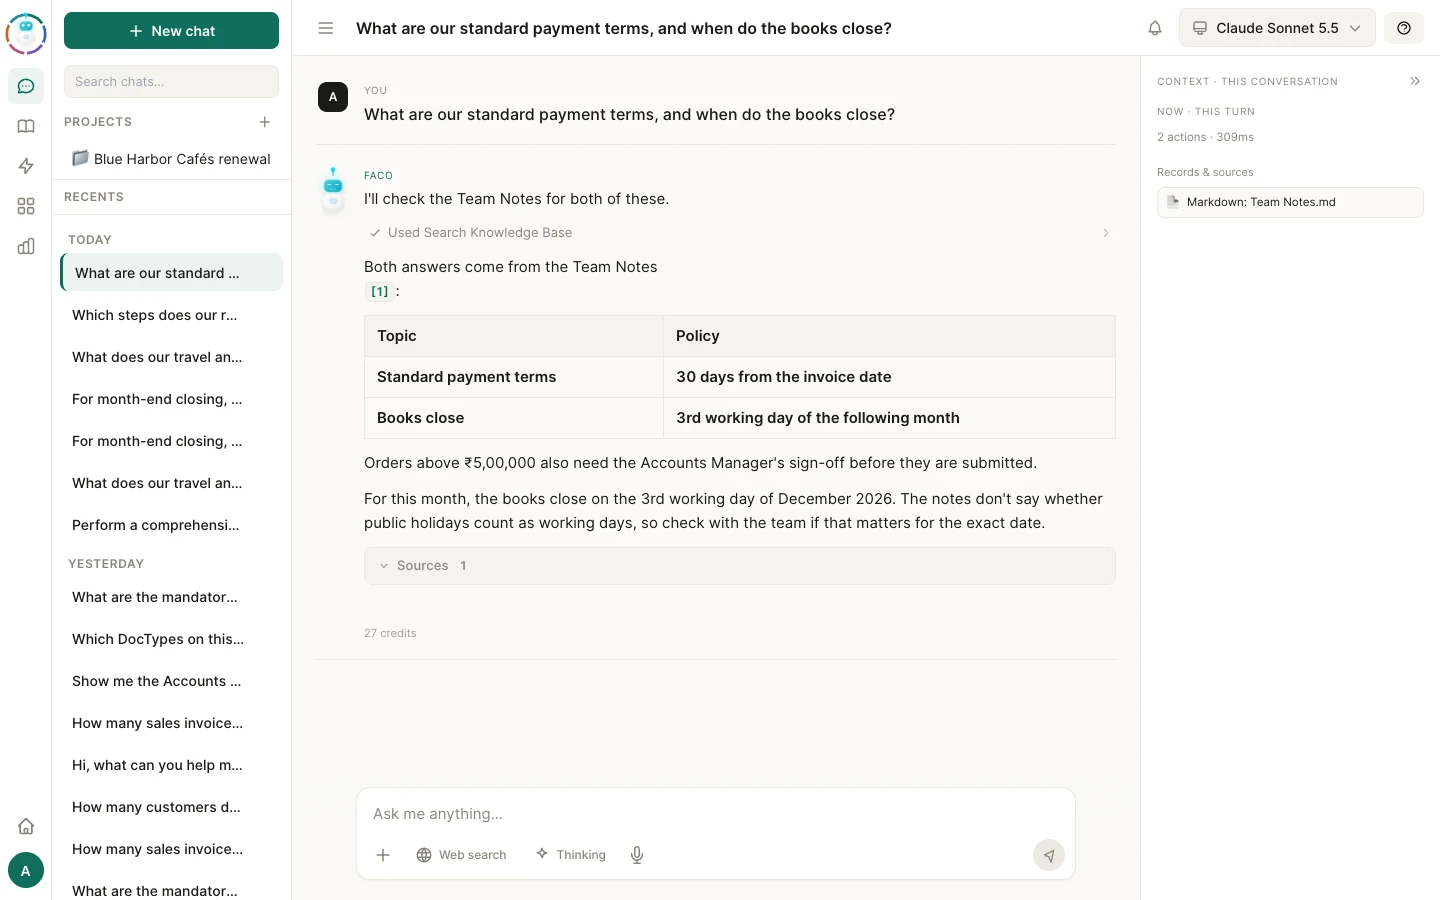 New chat
Search chats...
PROJECTS
Blue Harbor Cafés renewal
RECENTS
TODAY
What are our standard ...
Which steps does our r...
What does our travel an...
For month-end closing, ...
For month-end closing, ...
What does our travel an...
Perform a comprehensi...
YESTERDAY
What are the mandator...
Which DocTypes on this...
Show me the Accounts ...
How many sales invoice...
Hi, what can you help m...
How many customers d...
How many sales invoice...
What are the mandator...
A
What are our standard payment terms, and when do the books close?
Claude Sonnet 5.5
A
YOU
What are our standard payment terms, and when do the books close?
FACO
I'll check the Team Notes for both of these.
Used Search Knowledge Base
Both answers come from the Team Notes
[1] :
Topic Policy
Standard payment terms 30 days from the invoice date
Books close 3rd working day of the following month
Orders above ₹5,00,000 also need the Accounts Manager's sign-off before they are submitted.
For this month, the books close on the 3rd working day of December 2026. The notes don't say whether
public holidays count as working days, so check with the team if that matters for the exact date.
Sources 1
27 credits
Ask me anything...
Web search Thinking
CONTEXT · THIS CONVERSATION
NOW · THIS TURN
2 actions · 309ms
Records & sources
Markdown: Team Notes.md